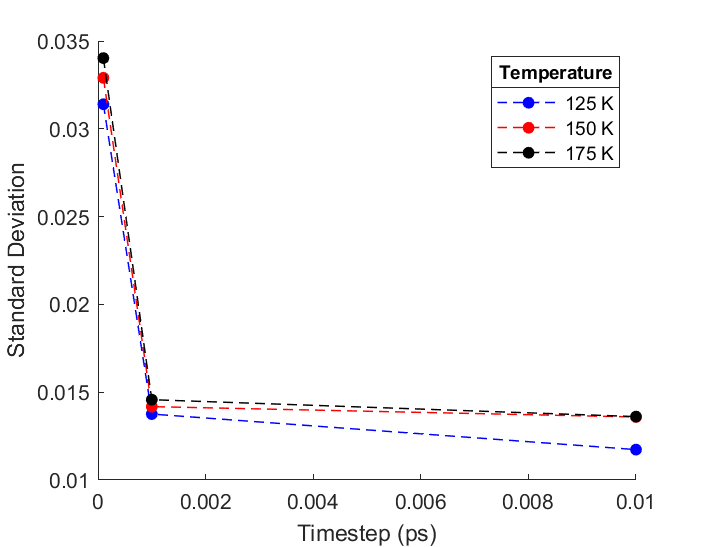 0.035
0.03
0.025
0.02
0.015
0.01
Standard Deviation
0
0.002
0.004
0.006
0.008
0.01
Timestep (ps)
Temperature
125 K
150 K
175 K